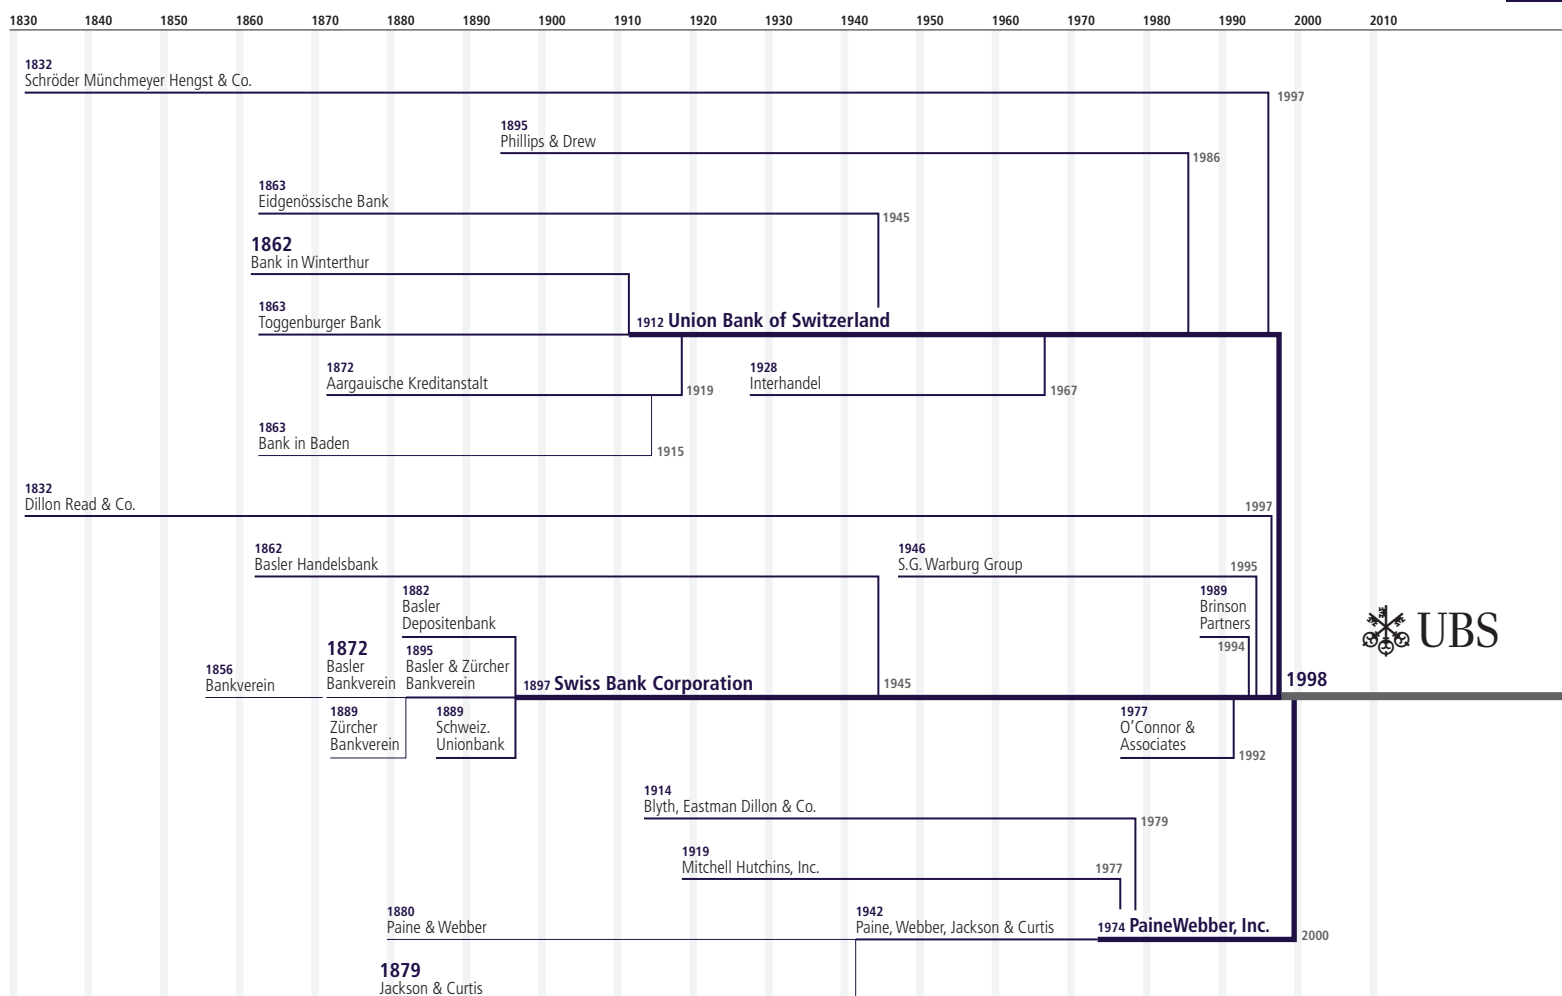 1830 1840 1850 1860 1870 1880 1890 1900 1910 1920 1930 1940 1950 1960 1970 1980 1990 2000 2010
1832
Schröder Münchmeyer Hengst & Co.
1997
1895
Phillips & Drew
1986
1863
Eidgenössische Bank
1945
1862
Bank in Winterthur
1863
Toggenburger Bank
1912 Union Bank of Switzerland
1872
Aargauische Kreditanstalt
1919
1928
Interhandel
1967
1863
Bank in Baden
1915
1832
Dillon Read & Co.
1997
1862
Basler Handelsbank
1946
S.G. Warburg Group
1995
1882
Basler
Depositenbank
1989
Brinson
Partners
1994
1856
Bankverein
1872
Basler
Bankverein
1895
Basler & Zürcher
Bankverein
1897 Swiss Bank Corporation
1945
1998
UBS
1889
Zürcher
Bankverein
1889
Schweiz.
Unionbank
1977
O’Connor &
Associates
1992
1914
Blyth, Eastman Dillon & Co.
1979
1919
Mitchell Hutchins, Inc.
1977
1880
Paine & Webber
1942
Paine, Webber, Jackson & Curtis
1974 PaineWebber, Inc.
2000
1879
Jackson & Curtis